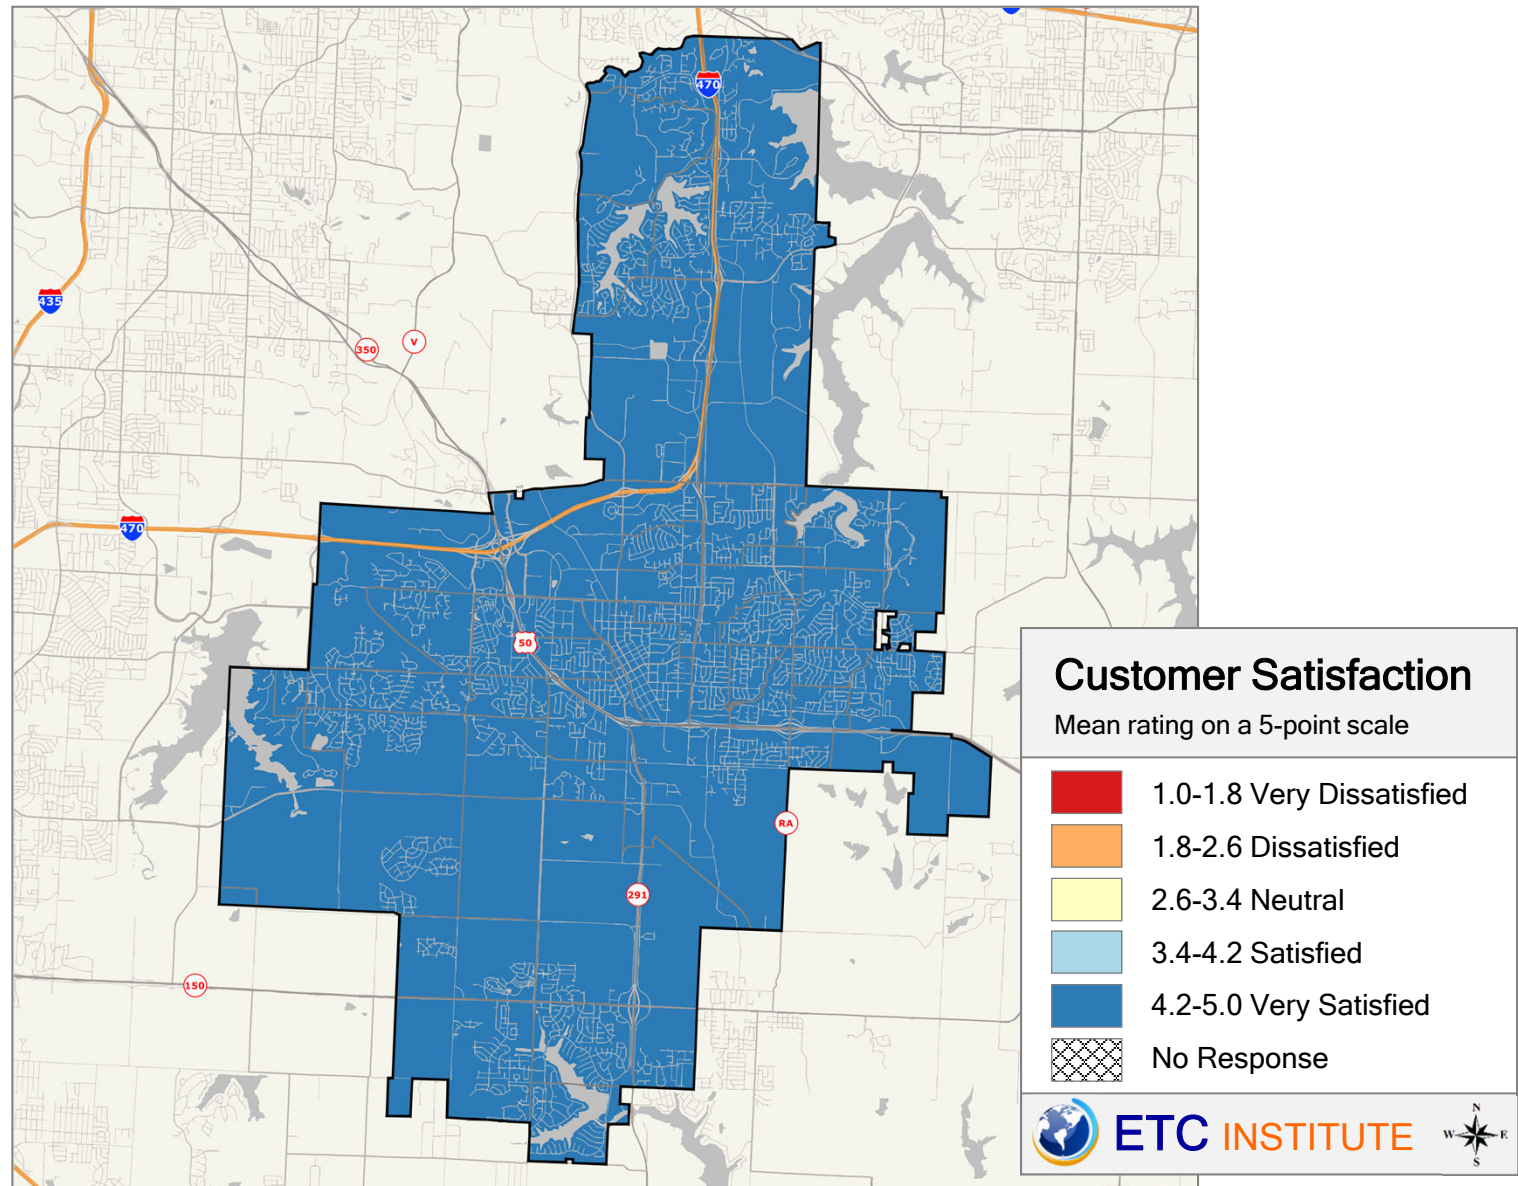 470
435
350
V
470
50
RA
291
150
Customer Satisfaction
Mean rating on a 5-point scale
1.0-1.8 Very Dissatisfied
1.8-2.6 Dissatisfied
2.6-3.4 Neutral
3.4-4.2 Satisfied
4.2-5.0 Very Satisfied
No Response
ETC INSTITUTE
N
W E
S